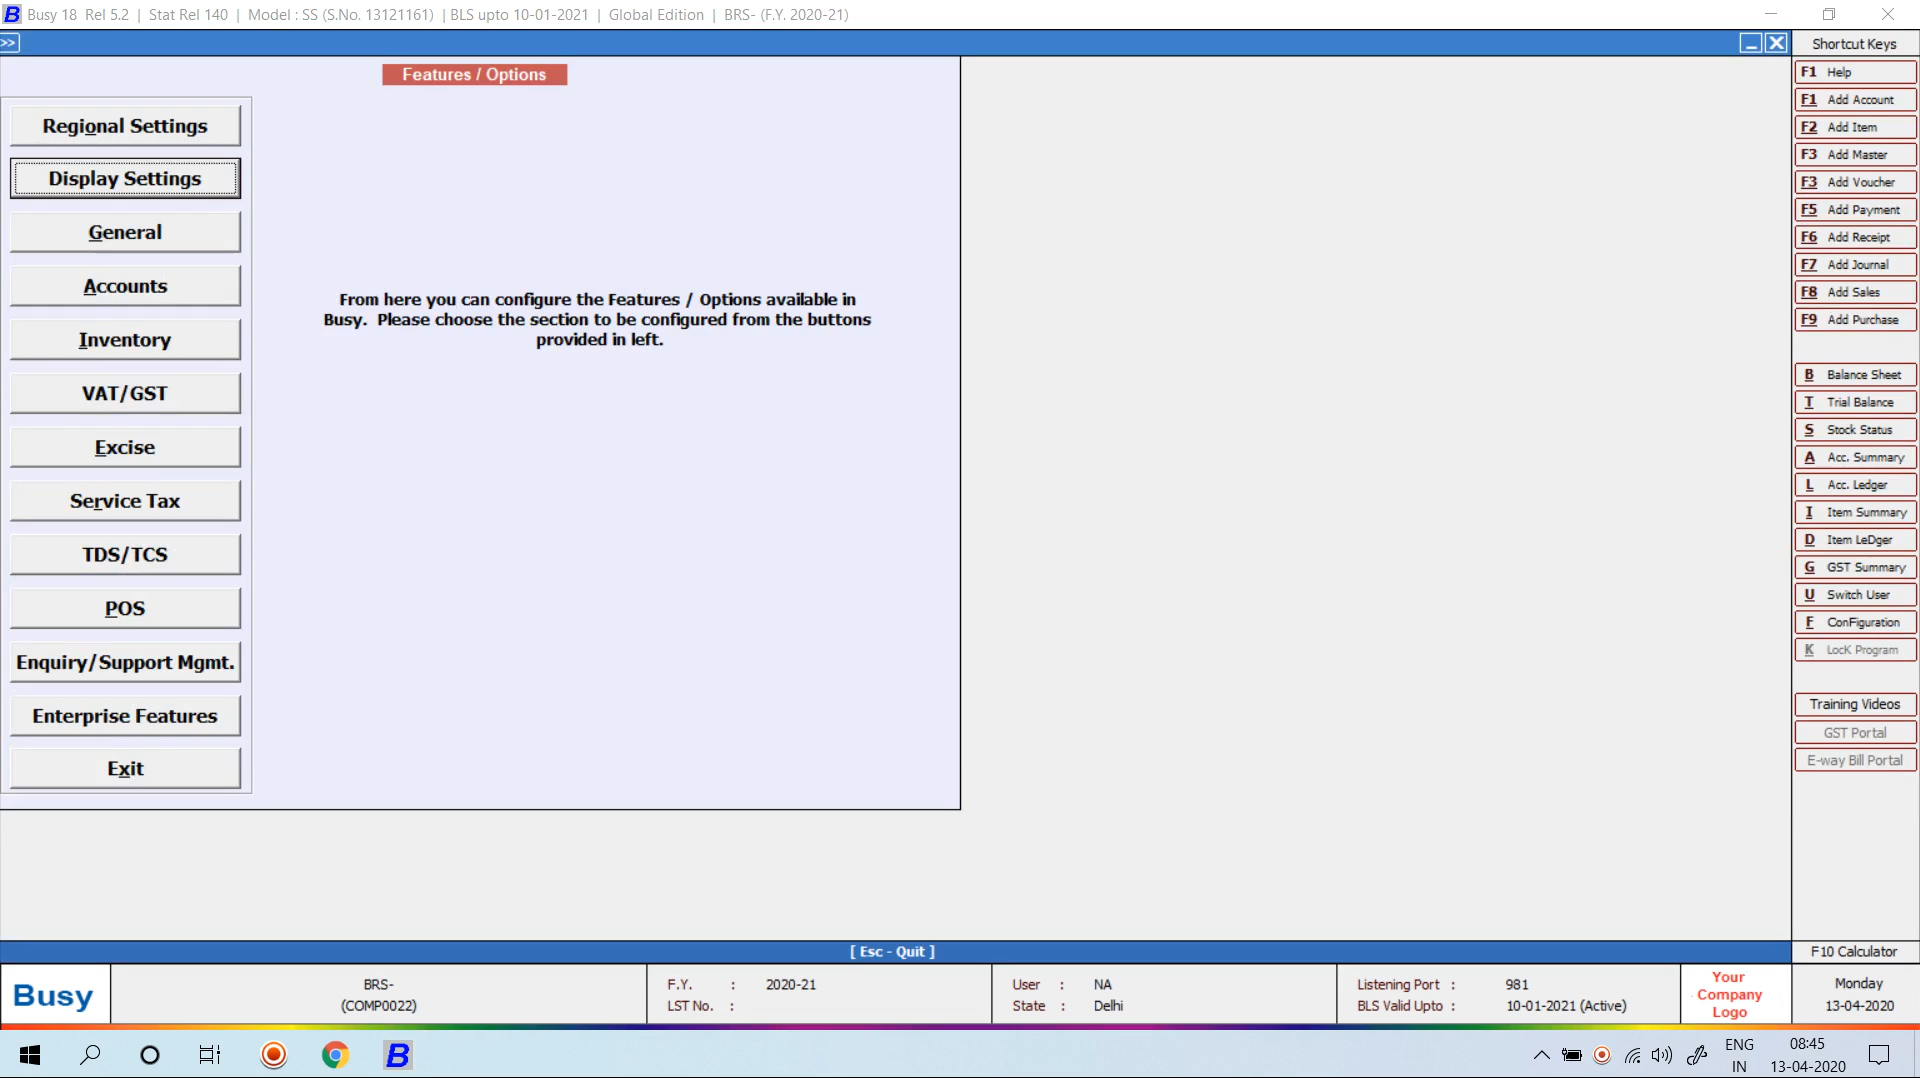 B Busy 18 Rel 5.2 | Stat Rel 140 | Model : SS (S.No. 13121161) | BLS upto 10-01-2021 | Global Edition | BRS- (F.Y. 2020-21)
>>
Shortcut Keys
Features / Options
Regional Settings
Display Settings
General
Accounts
Inventory
VAT/GST
Excise
Service Tax
TDS/TCS
POS
Enquiry/Support Mgmt.
Enterprise Features
Exit
From here you can configure the Features / Options available in
Busy. Please choose the section to be configured from the buttons
provided in left.
F1 Help
F1 Add Account
F2 Add Item
F3 Add Master
F3 Add Voucher
F5 Add Payment
F6 Add Receipt
F7 Add Journal
F8 Add Sales
F9 Add Purchase
B Balance Sheet
T Trial Balance
S Stock Status
A Acc. Summary
L Acc. Ledger
I Item Summary
D Item LeDger
G GST Summary
U Switch User
F ConFiguration
K LocK Program
Training Videos
GST Portal
E-way Bill Portal
[ Esc - Quit ]
F10 Calculator
Busy
BRS-
(COMP0022)
F.Y. : 2020-21
LST No. :
User : NA
State : Delhi
Listening Port : 981
BLS Valid Upto : 10-01-2021 (Active)
Your
Company
Logo
Monday
13-04-2020
B
ENG
IN
08:45
13-04-2020